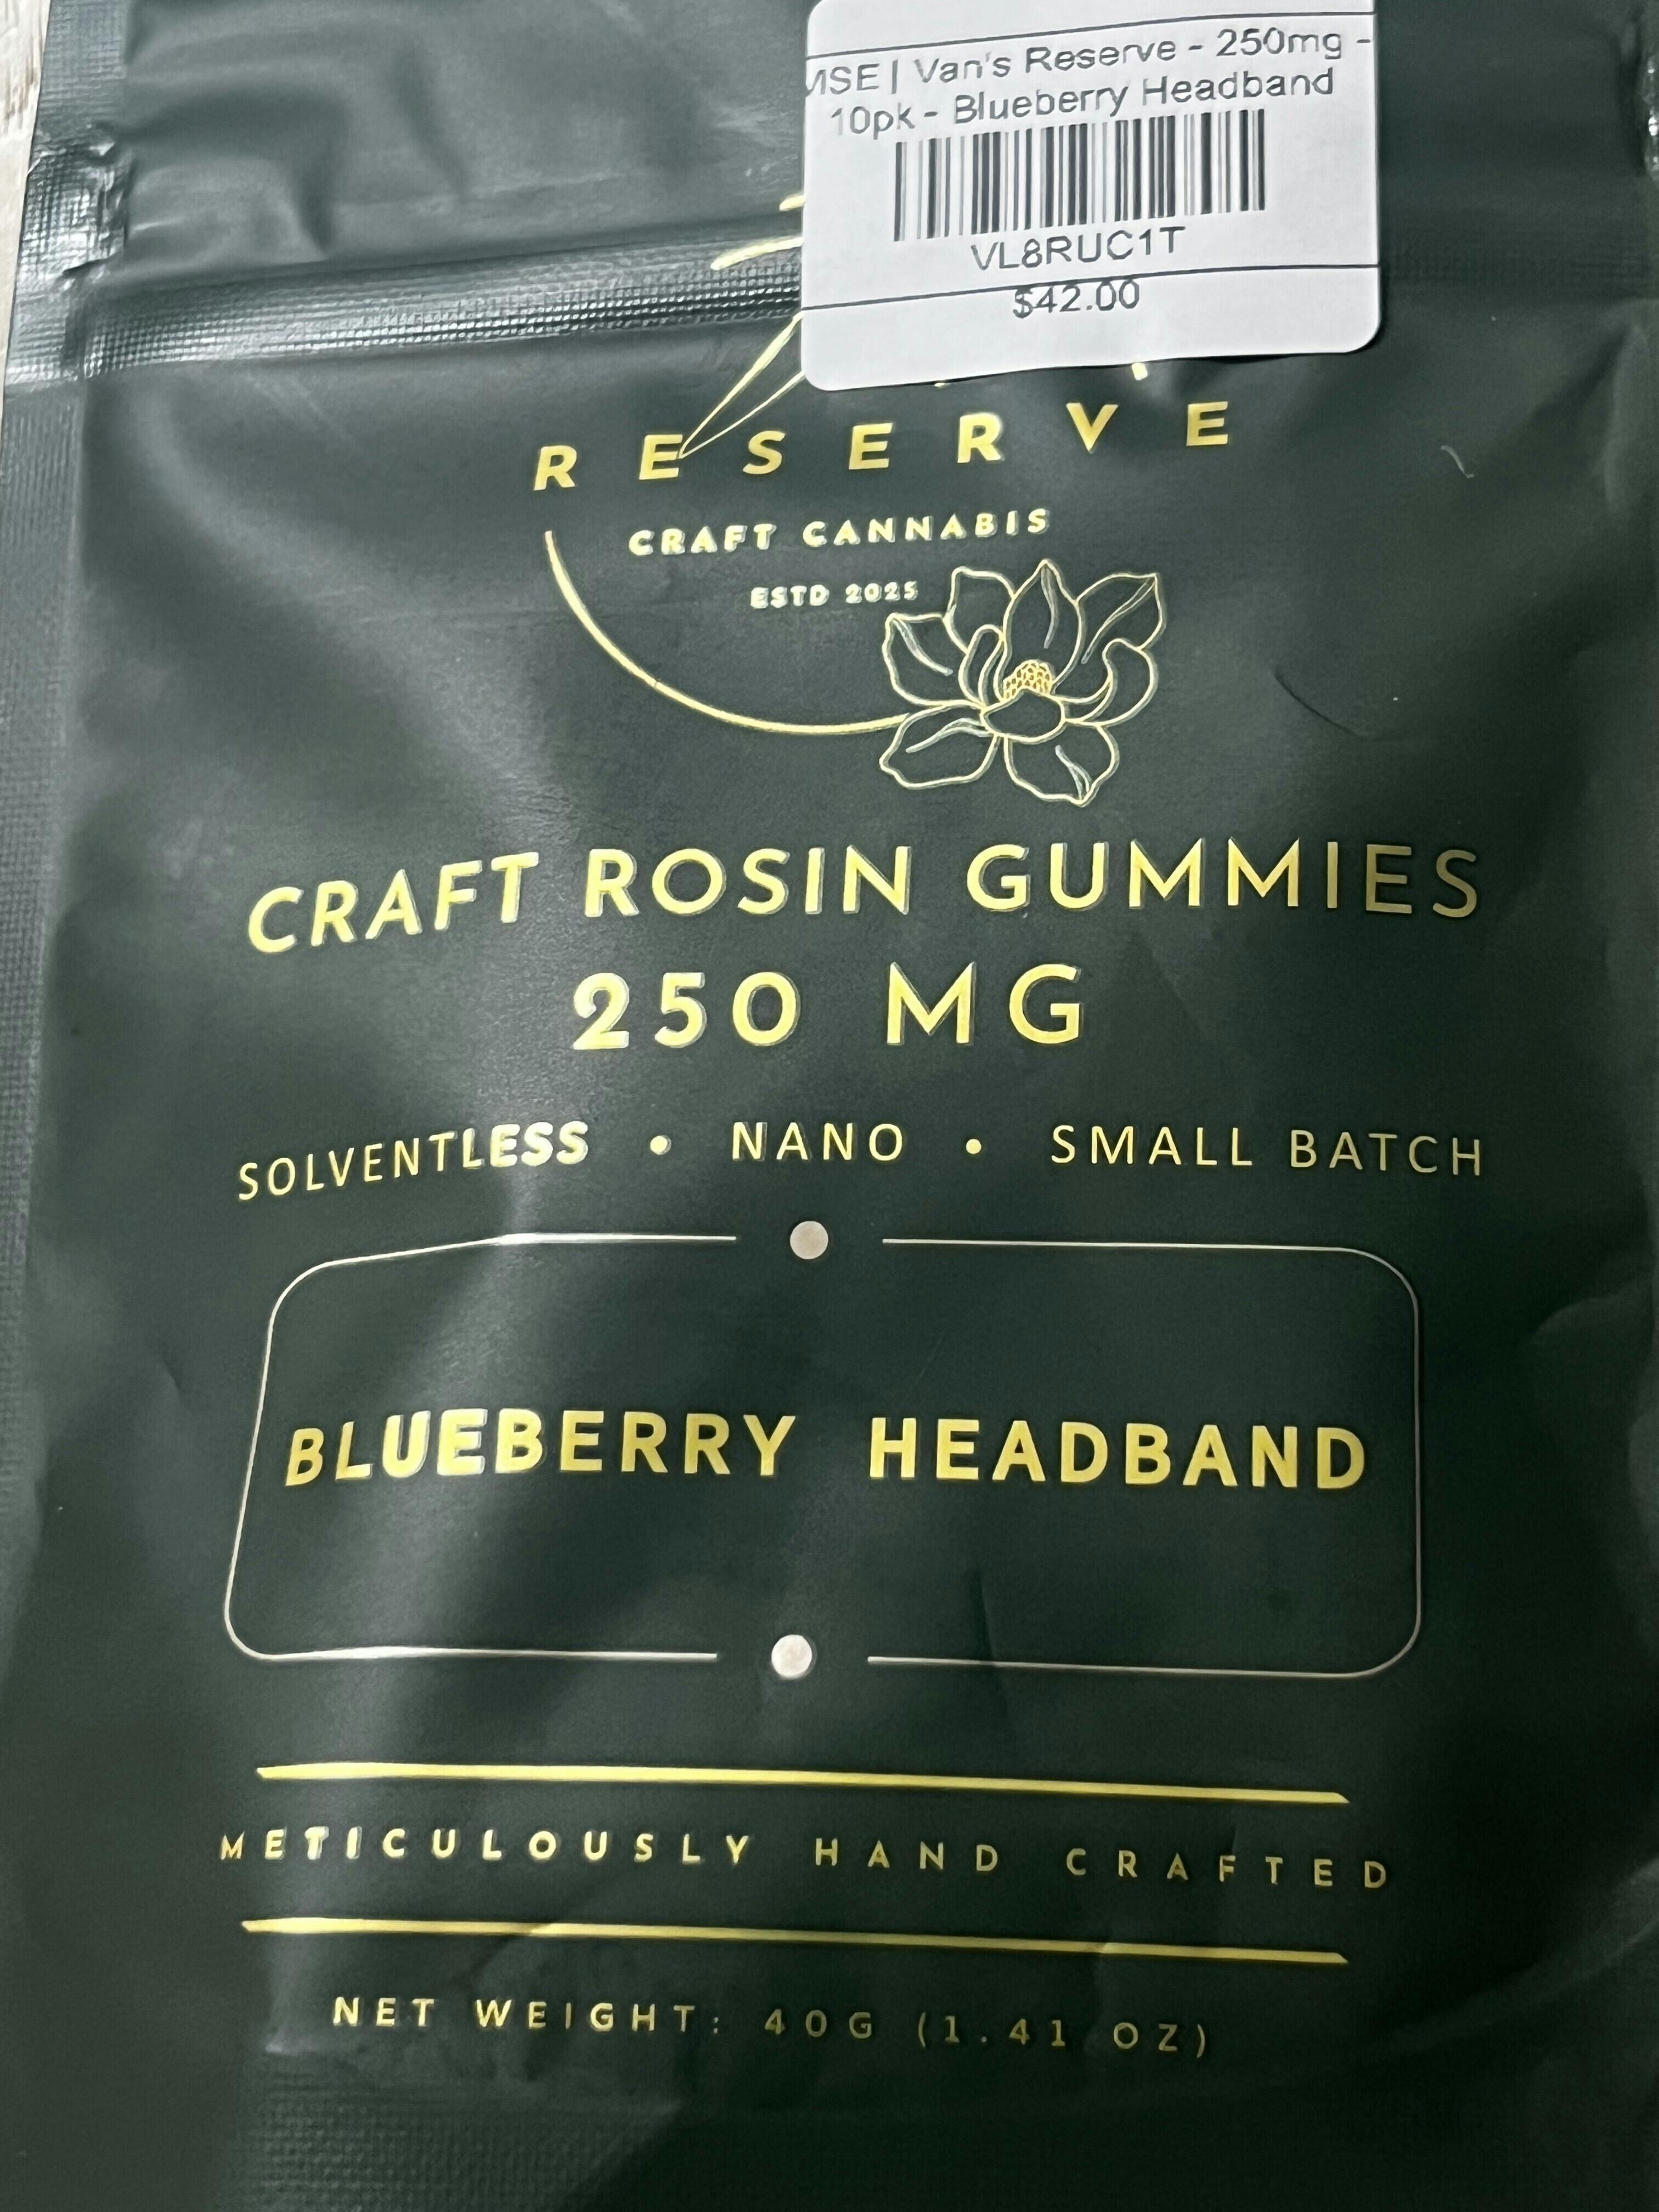 | Van's Reserve - 250mg -
10pk - Blueberry Headband
VL8RUC1T
$42.00
RESERVE
CRAFT CANNABIS
ESTD 2025
CRAFT ROSIN GUMMIES
250 MG
SOLVENTLESS • NANO • SMALL BATCH
BLUEBERRY HEADBAND
METICULOUSLY HAND CRAFTED
NET WEIGHT: 40G (1.41 OZ)